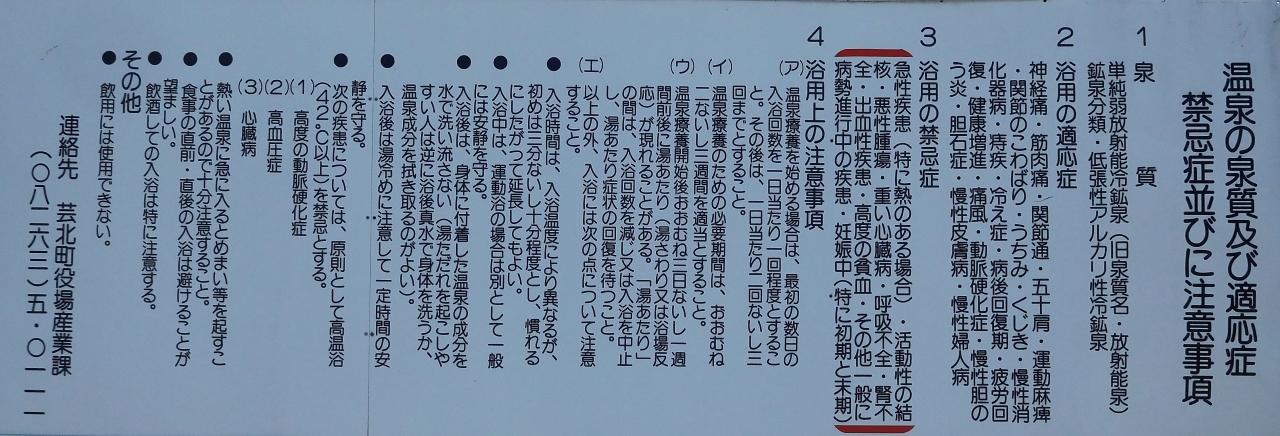 温泉の泉質及び適応症
禁忌症並びに注意事項
1 泉質
単純弱放射能冷鉱泉（旧泉質名・放射能泉）
鉱泉分類・低張性アルカリ性冷鉱泉
2 浴用の適応症
神経痛・筋肉痛・関節通・五十肩・運動麻痺
・関節のこわばり・うちみ・くじき・慢性消
化器病・痔疾・冷え症・病後回復期・疲労回
復・健康増進・痛風・動脈硬化症・慢性胆の
う炎・胆石症・慢性皮膚病・慢性婦人病
3 浴用の禁忌症
急性疾患（特に熱のある場合）・活動性の結
核・悪性腫瘍・重い心臓病・呼吸不全・腎不
全・出血性疾患・高度の貧血・その他一般に
病勢進行中の疾患・妊娠中（特に初期と末期）
4 浴用上の注意事項
(ア) 温泉療養を始める場合は、最初の数日の
入浴回数を一日当たり一回程度とするこ
と。その後は、一日当たり二回ないし三
回までとすること。
(イ) 温泉療養のための必要期間は、おおむね
二ないし三週間を適当とすること。
(ウ) 温泉療養開始後おおむね三日ないし一週
間前後に湯あたり（湯さわり又は浴場反
応）が現れることがある。「湯あたり」
の間は、入浴回数を減じ又は入浴を中止
し、湯あたり症状の回復を待つこと。
(エ) 以上の外、入浴には次の点について注意
すること。
●入浴時間は、入浴温度により異なるが、
初めは三分ないし十分程度とし、慣れる
にしたがって延長してもよい。
●入浴中は、運動浴の場合は別として一般
には安静を守る。
●入浴後は、身体に付着した温泉の成分を
水で洗い流さない（湯ただれを起こしや
すい人は逆に浴後真水で身体を洗うか、
温泉成分を拭き取るのがよい）。
●入浴後は湯冷めに注意して一定時間の安
静を守る。
●次の疾患については、原則として高温浴
（42°C以上）を禁忌とする。
(1) 高度の動脈硬化症
(2) 高血圧症
(3) 心臓病
●熱い温泉に急に入るとめまい等を起すこ
とがあるので十分注意すること。
●食事の直前・直後の入浴は避けることが
望ましい。
●飲酒しての入浴は特に注意する。
その他
●飲用には使用できない。
連絡先 芸北町役場産業課
（〇八二六三）五・〇一一一